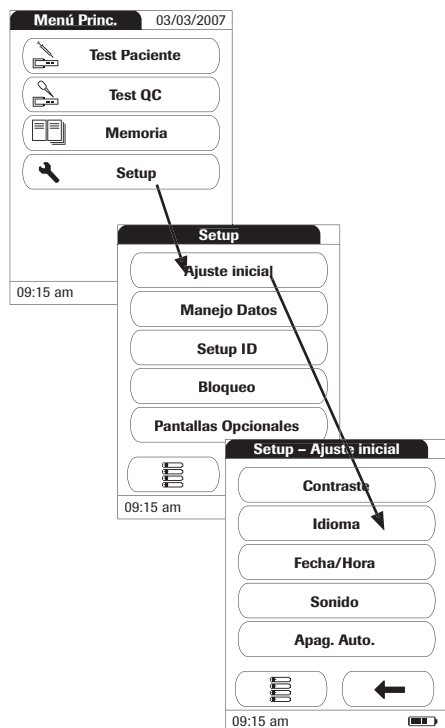 Menú Princ. 03/03/2007
Test Paciente
Test QC
Memoria
Setup
09:15 am
Setup
Ajuste inicial
Manejo Datos
Setup ID
Bloqueo
Pantallas Opcionales
09:15 am
Setup – Ajuste inicial
Contraste
Idioma
Fecha/Hora
Sonido
Apag. Auto.
09:15 am